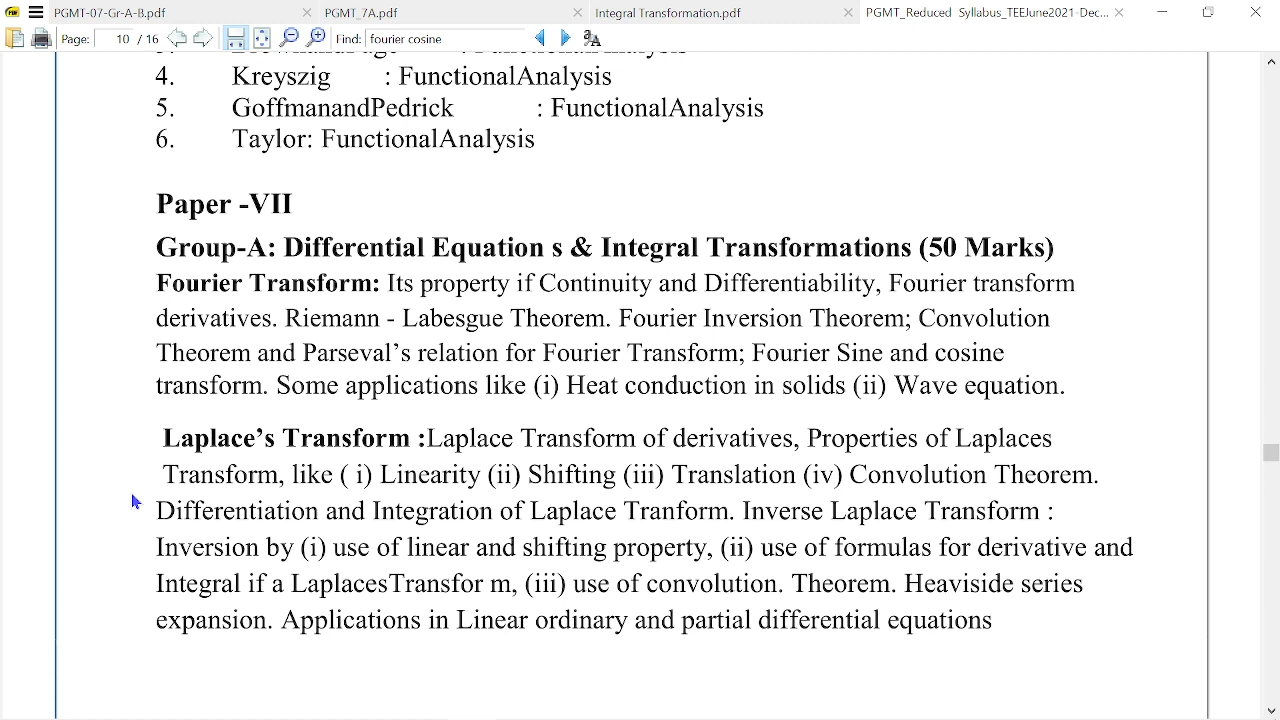 PGMT-07-Gr-A-B.pdf
PGMT_7A.pdf
Integral Transformation.pdf
PGMT_Reduced Syllabus_TEEJune2021-Dec...
Page: 10 / 16
Find: fourier cosine
: FunctionalAnalysis
4. Kreyszig : FunctionalAnalysis
5. GoffmanandPedrick : FunctionalAnalysis
6. Taylor: FunctionalAnalysis
Paper -VII
Group-A: Differential Equation s & Integral Transformations (50 Marks)
Fourier Transform: Its property if Continuity and Differentiability, Fourier transform
derivatives. Riemann - Labesgue Theorem. Fourier Inversion Theorem; Convolution
Theorem and Parseval’s relation for Fourier Transform; Fourier Sine and cosine
transform. Some applications like (i) Heat conduction in solids (ii) Wave equation.
Laplace’s Transform :Laplace Transform of derivatives, Properties of Laplaces
Transform, like ( i) Linearity (ii) Shifting (iii) Translation (iv) Convolution Theorem.
Differentiation and Integration of Laplace Tranform. Inverse Laplace Transform :
Inversion by (i) use of linear and shifting property, (ii) use of formulas for derivative and
Integral if a LaplacesTransfor m, (iii) use of convolution. Theorem. Heaviside series
expansion. Applications in Linear ordinary and partial differential equations